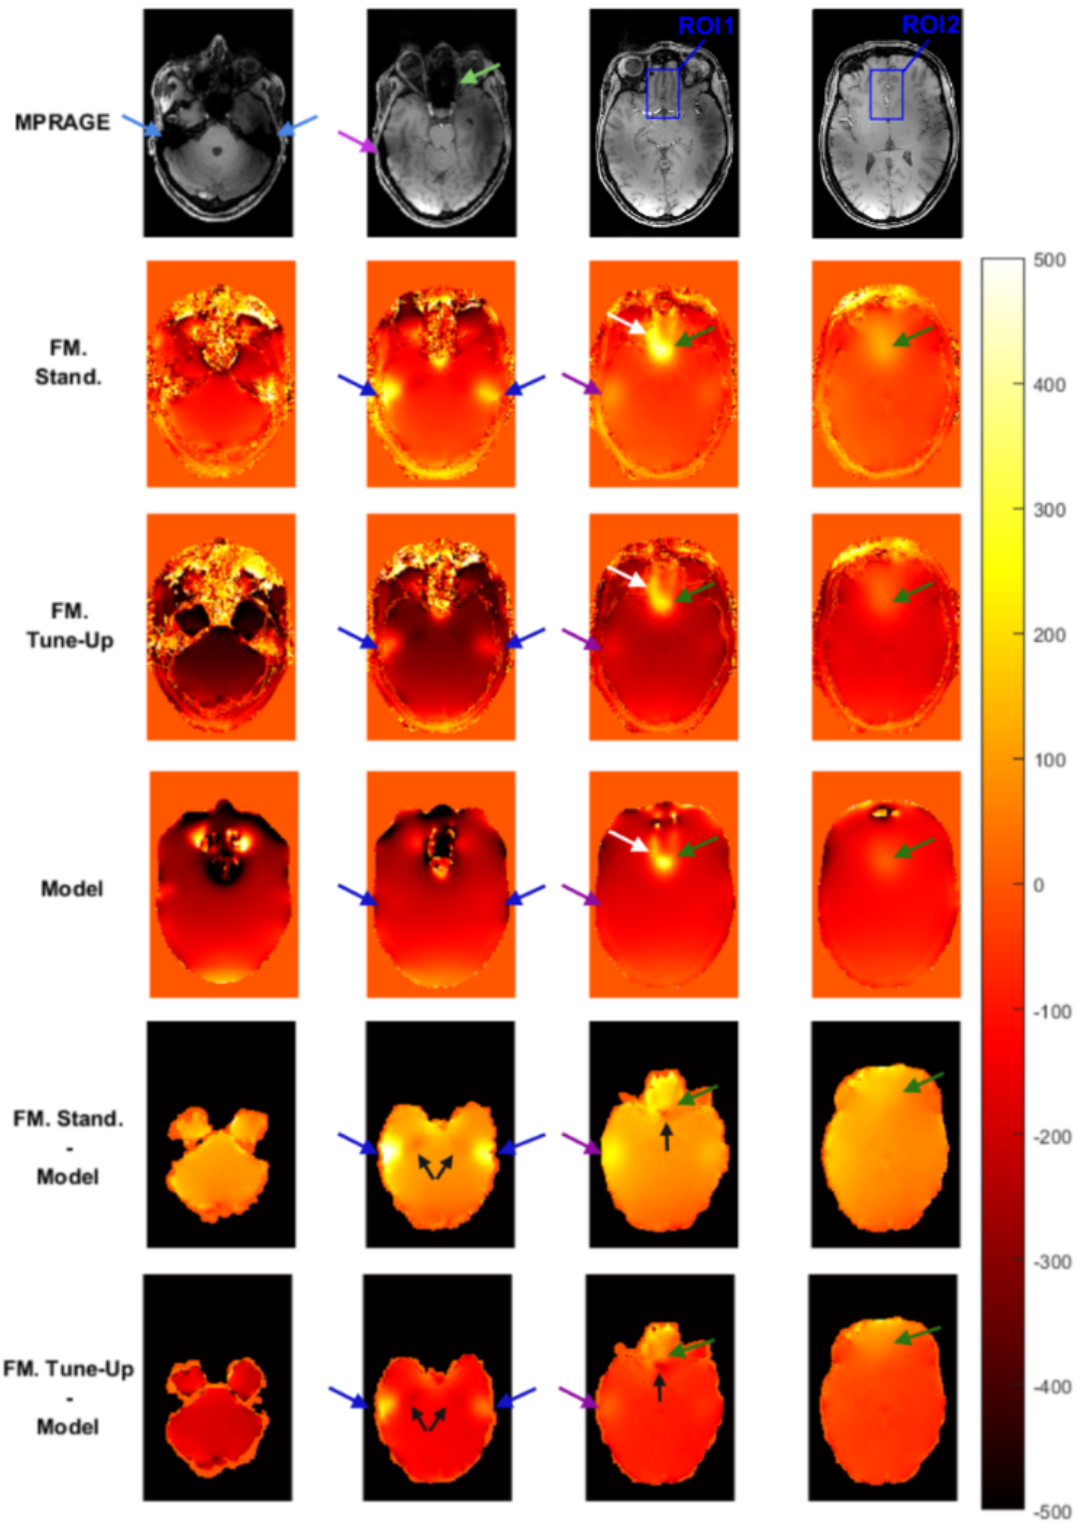 ROI1
ROI2
MPRAGE
FM.
Stand.
FM.
Tune-Up
Model
FM. Stand.
-
Model
FM. Tune-Up
-
Model
500
400
300
200
100
0
-100
-200
-300
-400
-500